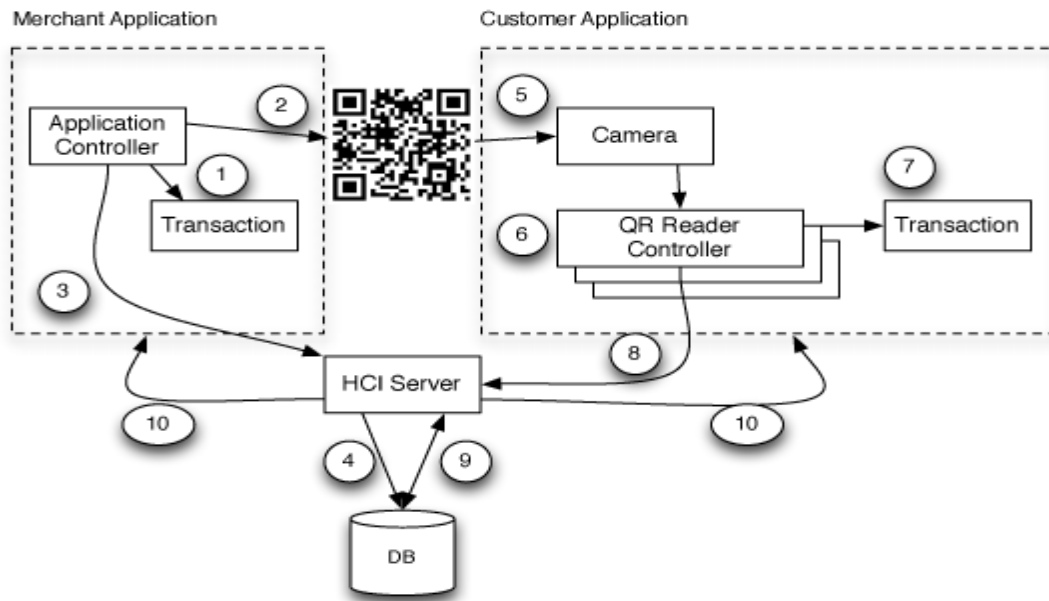 Merchant Application
Customer Application
2
5
Application
Controller
Camera
1
7
Transaction
6
QR Reader
Controller
Transaction
3
8
HCI Server
10
10
4
9
DB